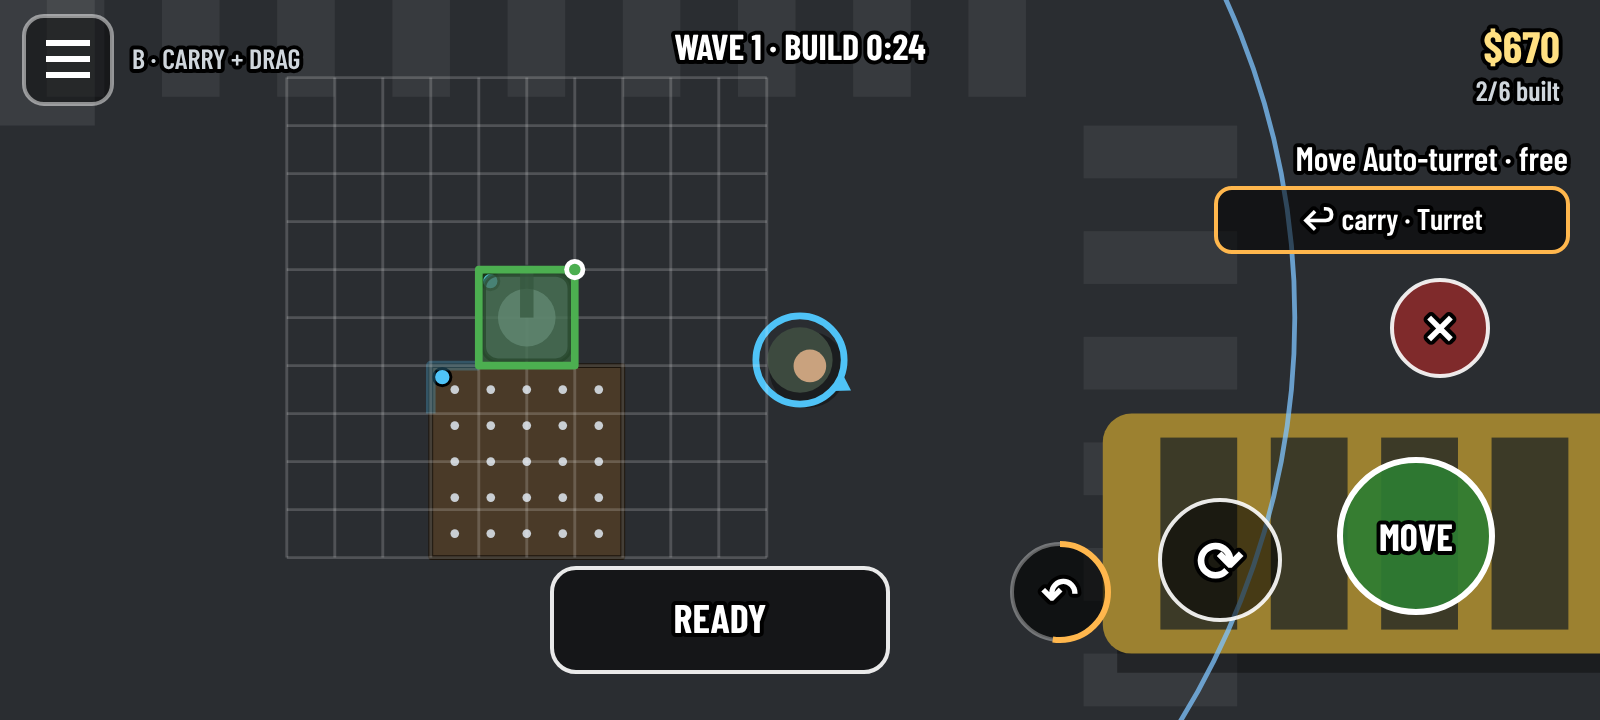 B · CARRY + DRAG
WAVE 1 · BUILD 0:24
$670
2/6 built
Move Auto-turret · free
↩ carry · Turret
✕
MOVE
READY